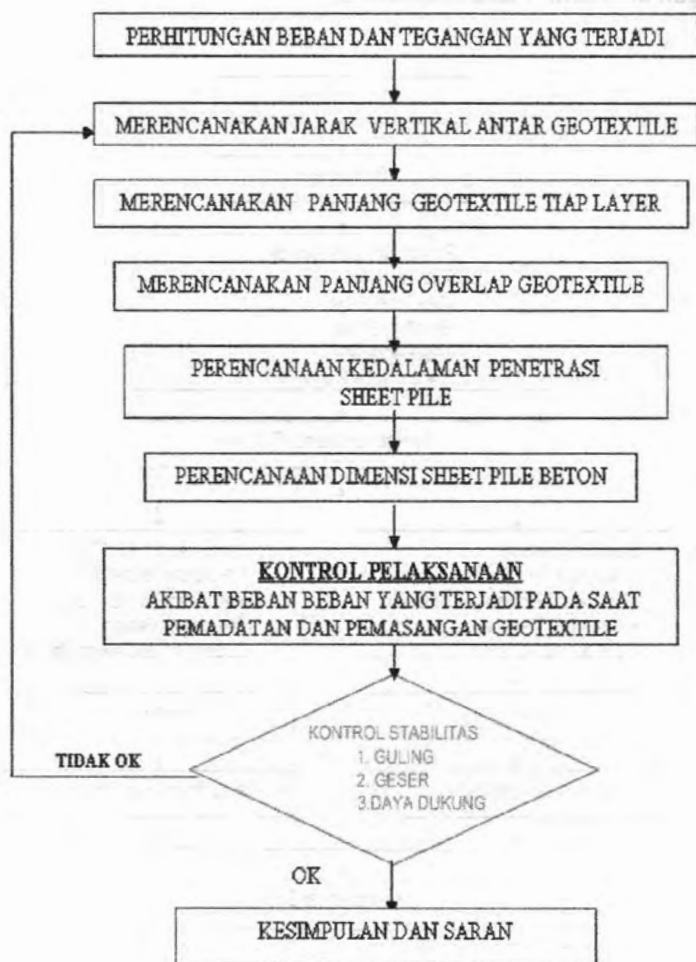 PERHITUNGAN BEBAN DAN TEGANGAN YANG TERJADI
MERENCANAKAN JARAK VERTIKAL ANTAR GEOTEXTILE
MERENCANAKAN PANJANG GEOTEXTILE TIAP LAYER
MERENCANAKAN PANJANG OVERLAP GEOTEXTILE
PERENCANAAN KEDALAMAN PENETRASI
SHEET PILE
PERENCANAAN DIMENSI SHEET PILE BETON
KONTROL PELAKSANAAN
AKIBAT BEBAN BEBAN YANG TERJADI PADA SAAT
PEMADATAN DAN PEMASANGAN GEOTEXTILE
KONTROL STABILITAS
1. GULING
2. GESER
3.DAYA DUKUNG
TIDAK OK
OK
KESIMPULAN DAN SARAN